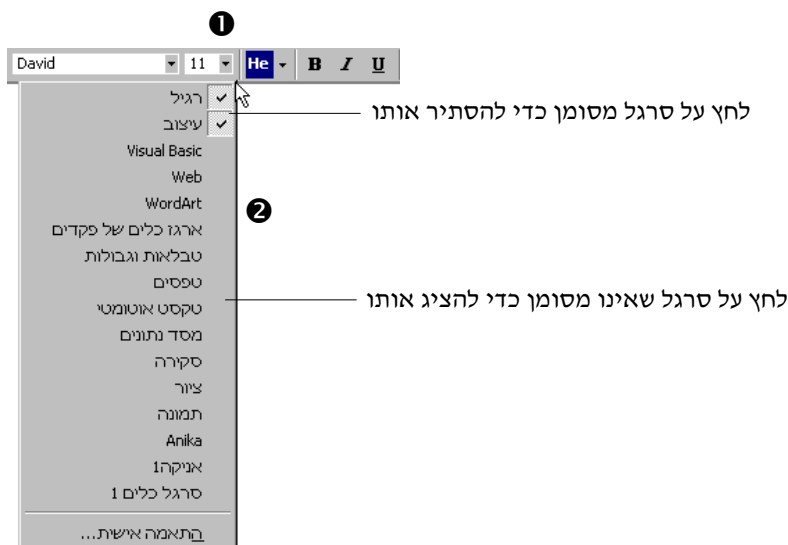 ❶
David 11 He B I U
רגיל
לחץ על סרגל מסומן כדי להסתיר אותו
עיצוב
Visual Basic
Web
WordArt
❷
ארגז כלים של פקדים
טבלאות וגבולות
טפסים
לחץ על סרגל שאינו מסומן כדי להציג אותו
טקסט אוטומטי
מסד נתונים
סקירה
ציור
תמונה
Anika
אניקה1
סרגל כלים 1
התאמה אישית...